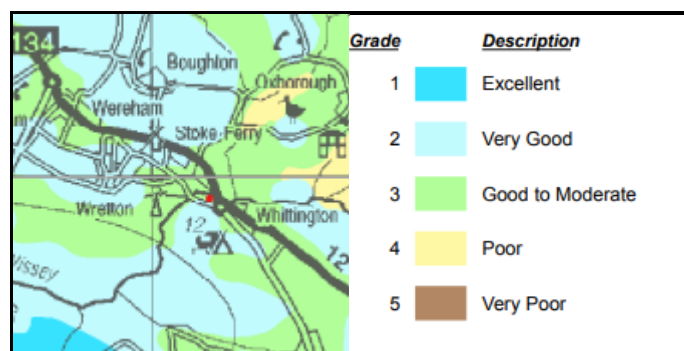 134
Boughton
Oxborough
Wereham
Stoke Ferry
Wretton
Whittington
12
Wissey
12
Grade Description
1 Excellent
2 Very Good
3 Good to Moderate
4 Poor
5 Very Poor